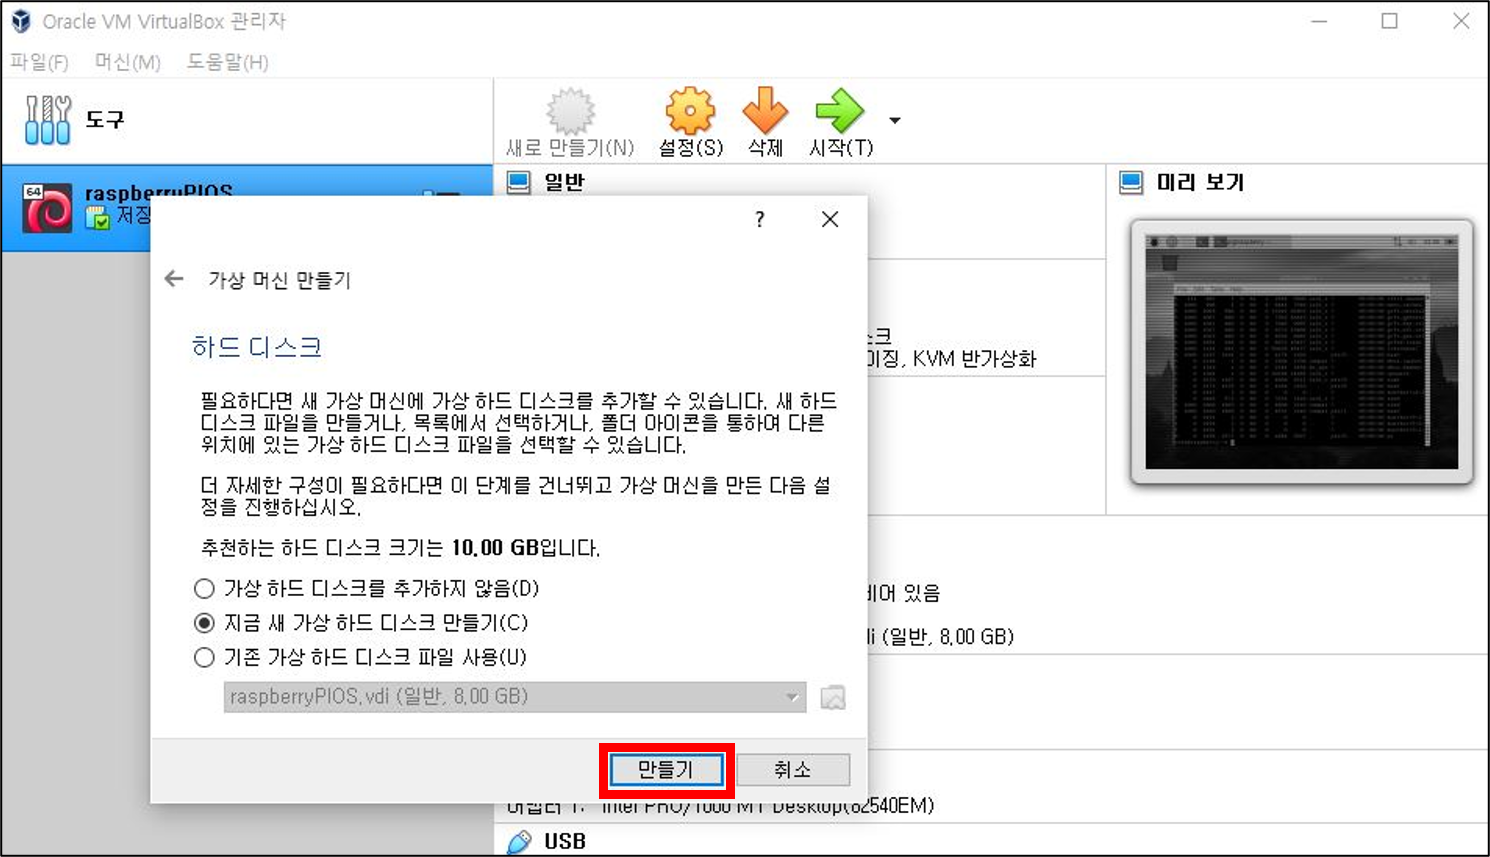 Oracle VM VirtualBox 관리자
파일(F) 머신(M) 도움말(H)
도구
새로 만들기(N) 설정(S) 삭제 시작(T)
64
raspberryPIOS
일반
미리 보기
?
가상 머신 만들기
하드 디스크
크
이징, KVM 반가상화
필요하다면 새 가상 머신에 가상 하드 디스크를 추가할 수 있습니다. 새 하드
디스크 파일을 만들거나, 목록에서 선택하거나, 폴더 아이콘을 통하여 다른
위치에 있는 가상 하드 디스크 파일을 선택할 수 있습니다.
더 자세한 구성이 필요하다면 이 단계를 건너뛰고 가상 머신을 만든 다음 설
정을 진행하십시오.
추천하는 하드 디스크 크기는 10.00 GB입니다.
가상 하드 디스크를 추가하지 않음(D)
비어 있음
지금 새 가상 하드 디스크 만들기(C)
di (일반, 8.00 GB)
기존 가상 하드 디스크 파일 사용(U)
raspberryPIOS.vdi (일반, 8.00 GB)
만들기 취소
어댑터 1: Intel PRO/1000 MT Desktop(82540EM)
USB